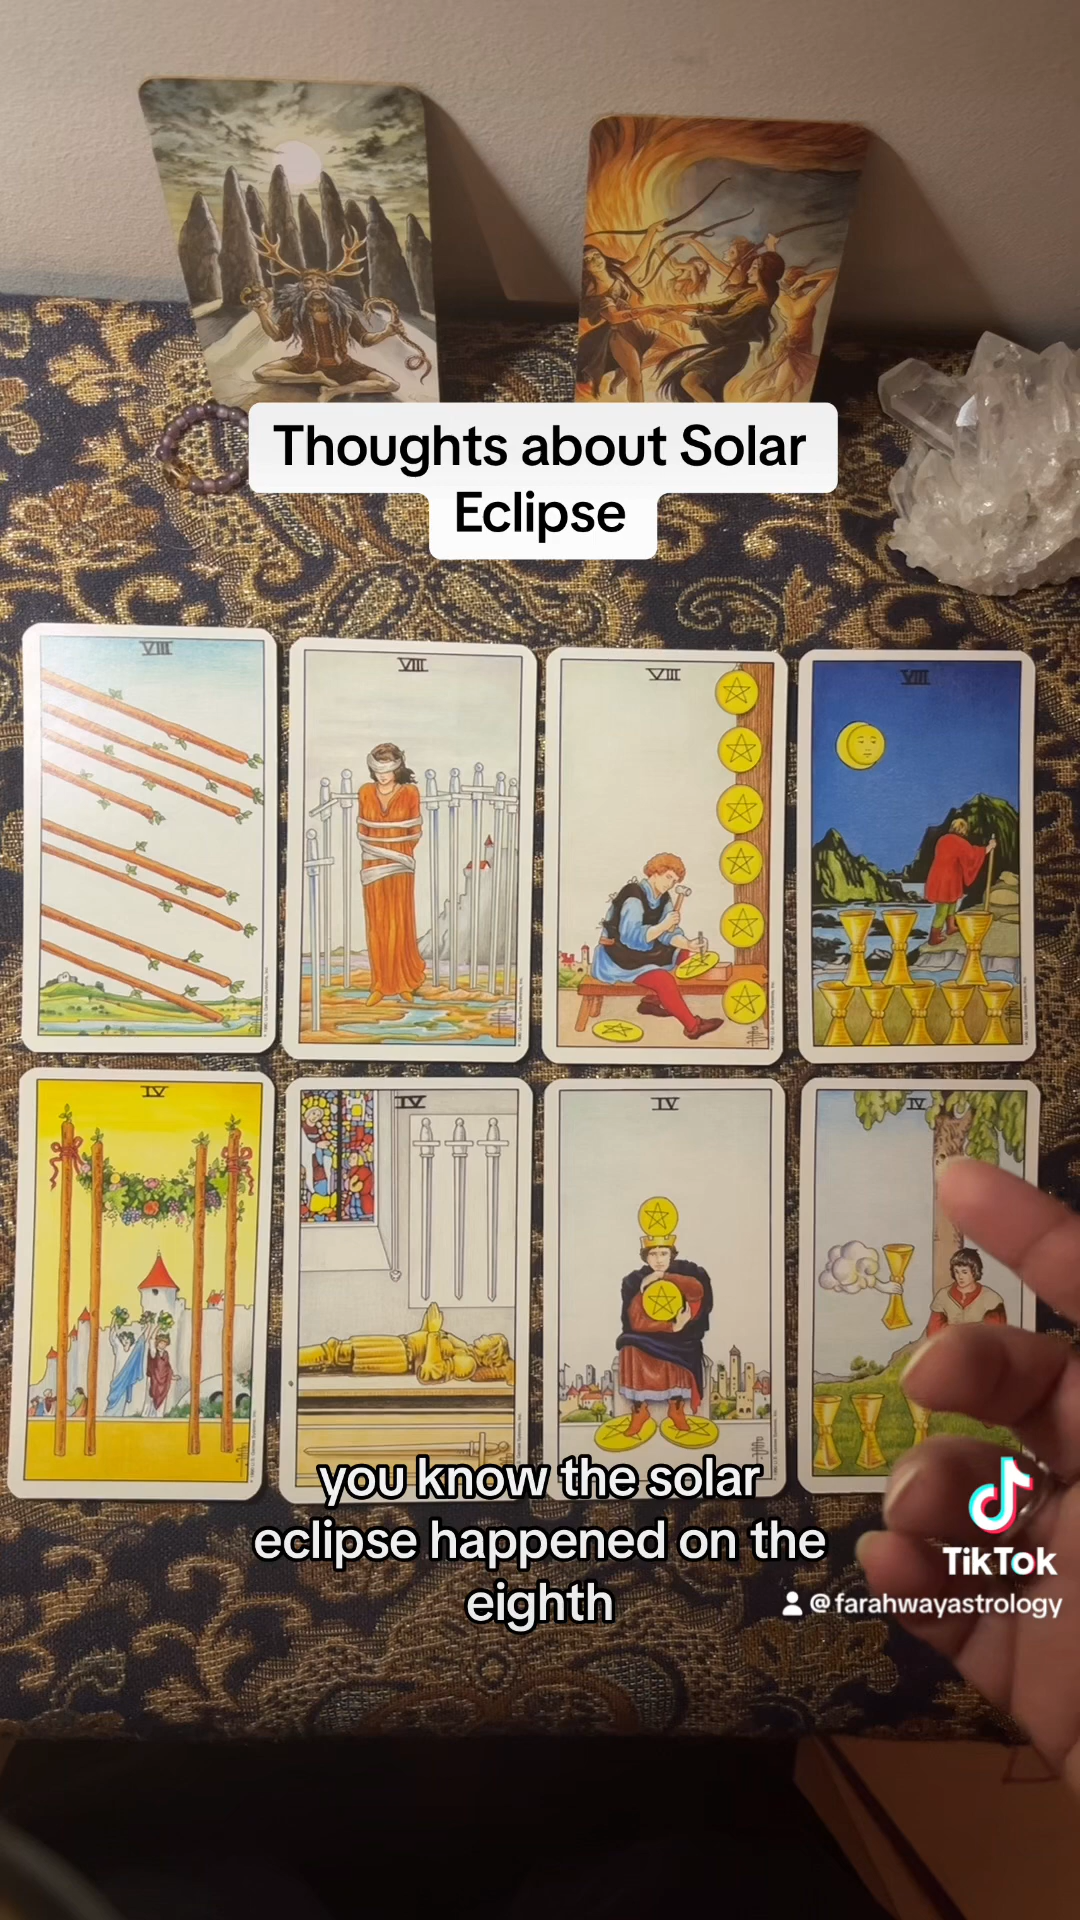 Thoughts about Solar
Eclipse
VIII
VIII
VIII
VIII
IV
IV
IV
IV
you know the solar
eclipse happened on the
eighth
TikTok
@farahwayastrology